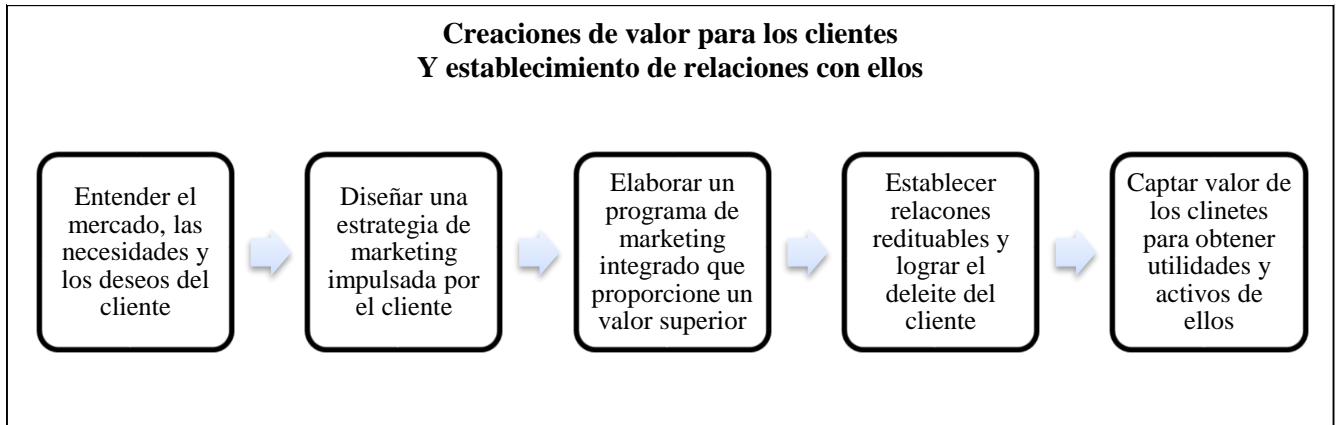 Creaciones de valor para los clientes
Y establecimiento de relaciones con ellos
Entender el
mercado, las
necesidades y
los deseos del
cliente
Diseñar una
estrategia de
marketing
impulsada por
el cliente
Elaborar un
programa de
marketing
integrado que
proporcione un
valor superior
Establecer
relacones
redituables y
lograr el
deleite del
cliente
Captar valor de
los clinetes
para obtener
utilidades y
activos de
ellos